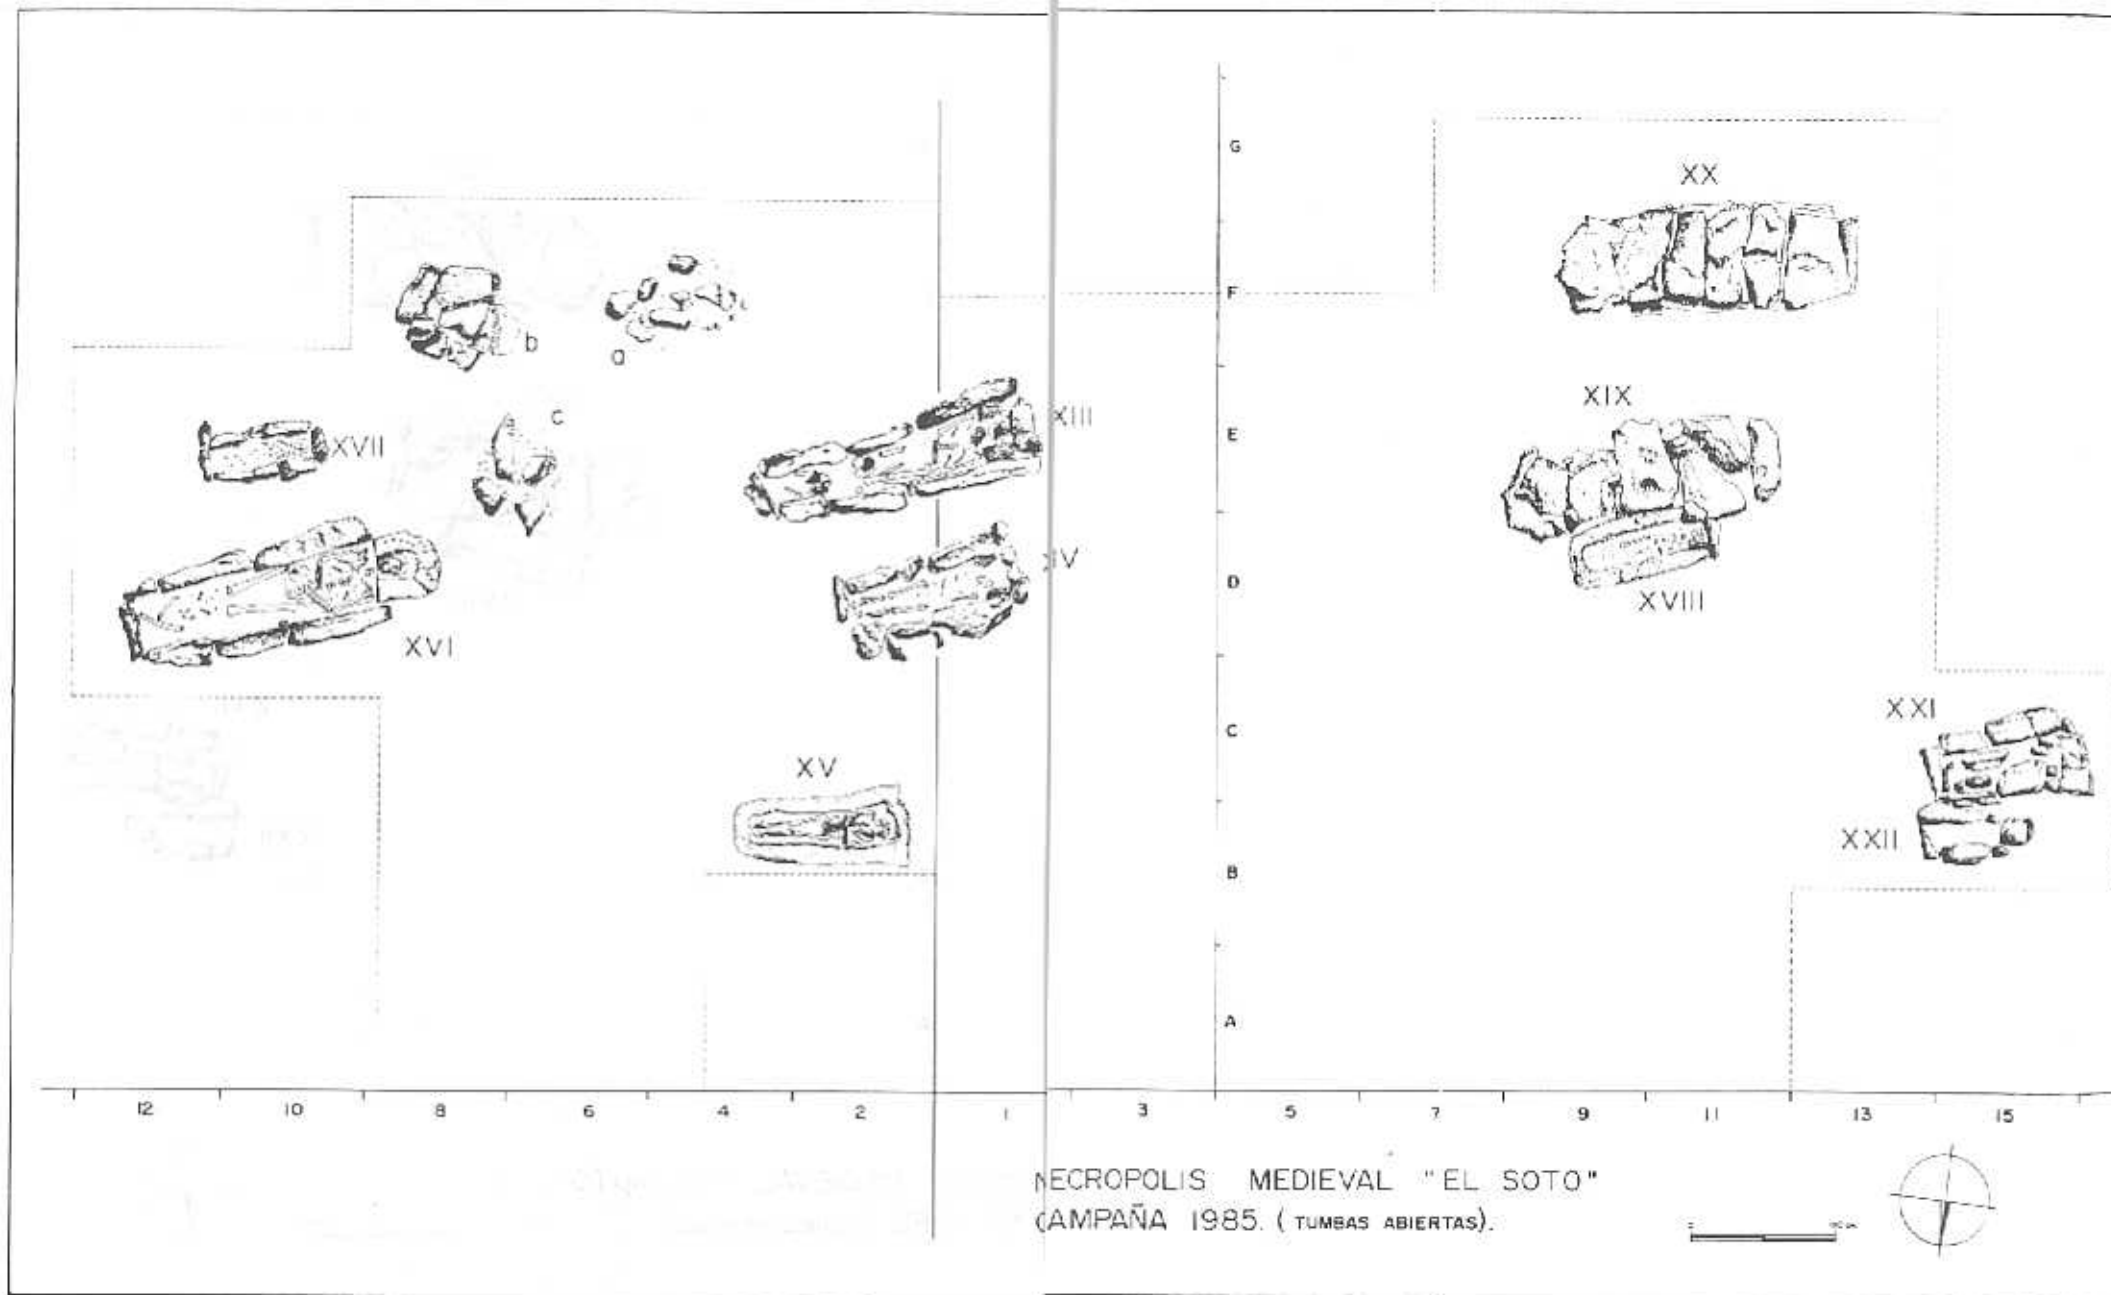 G
XX
F
b
a
XIX
c
XIII
E
XVII
IV
D
XVIII
XVI
XXI
C
XV
XXII
B
A
12 10 8 6 4 2 1 3 5 7 9 11 13 15
NECROPOLIS MEDIEVAL "EL SOTO"
CAMPAÑA 1985. (TUMBAS ABIERTAS).